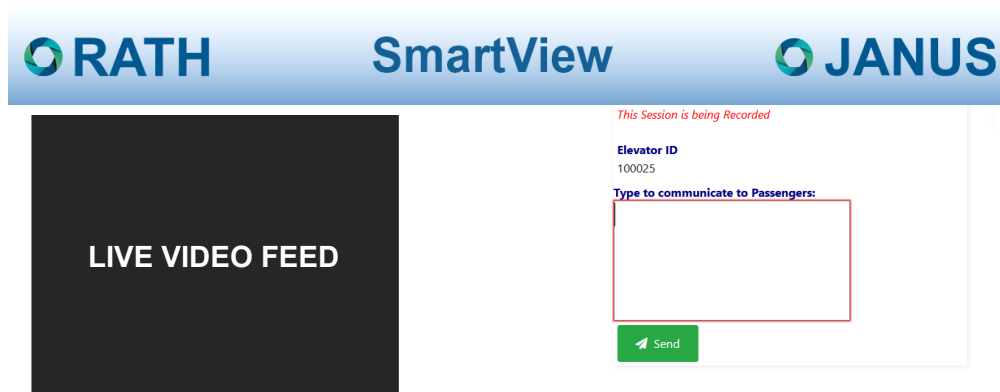 RATH
SmartView
JANUS
LIVE VIDEO FEED
This Session is being Recorded
Elevator ID
100025
Type to communicate to Passengers:
Send